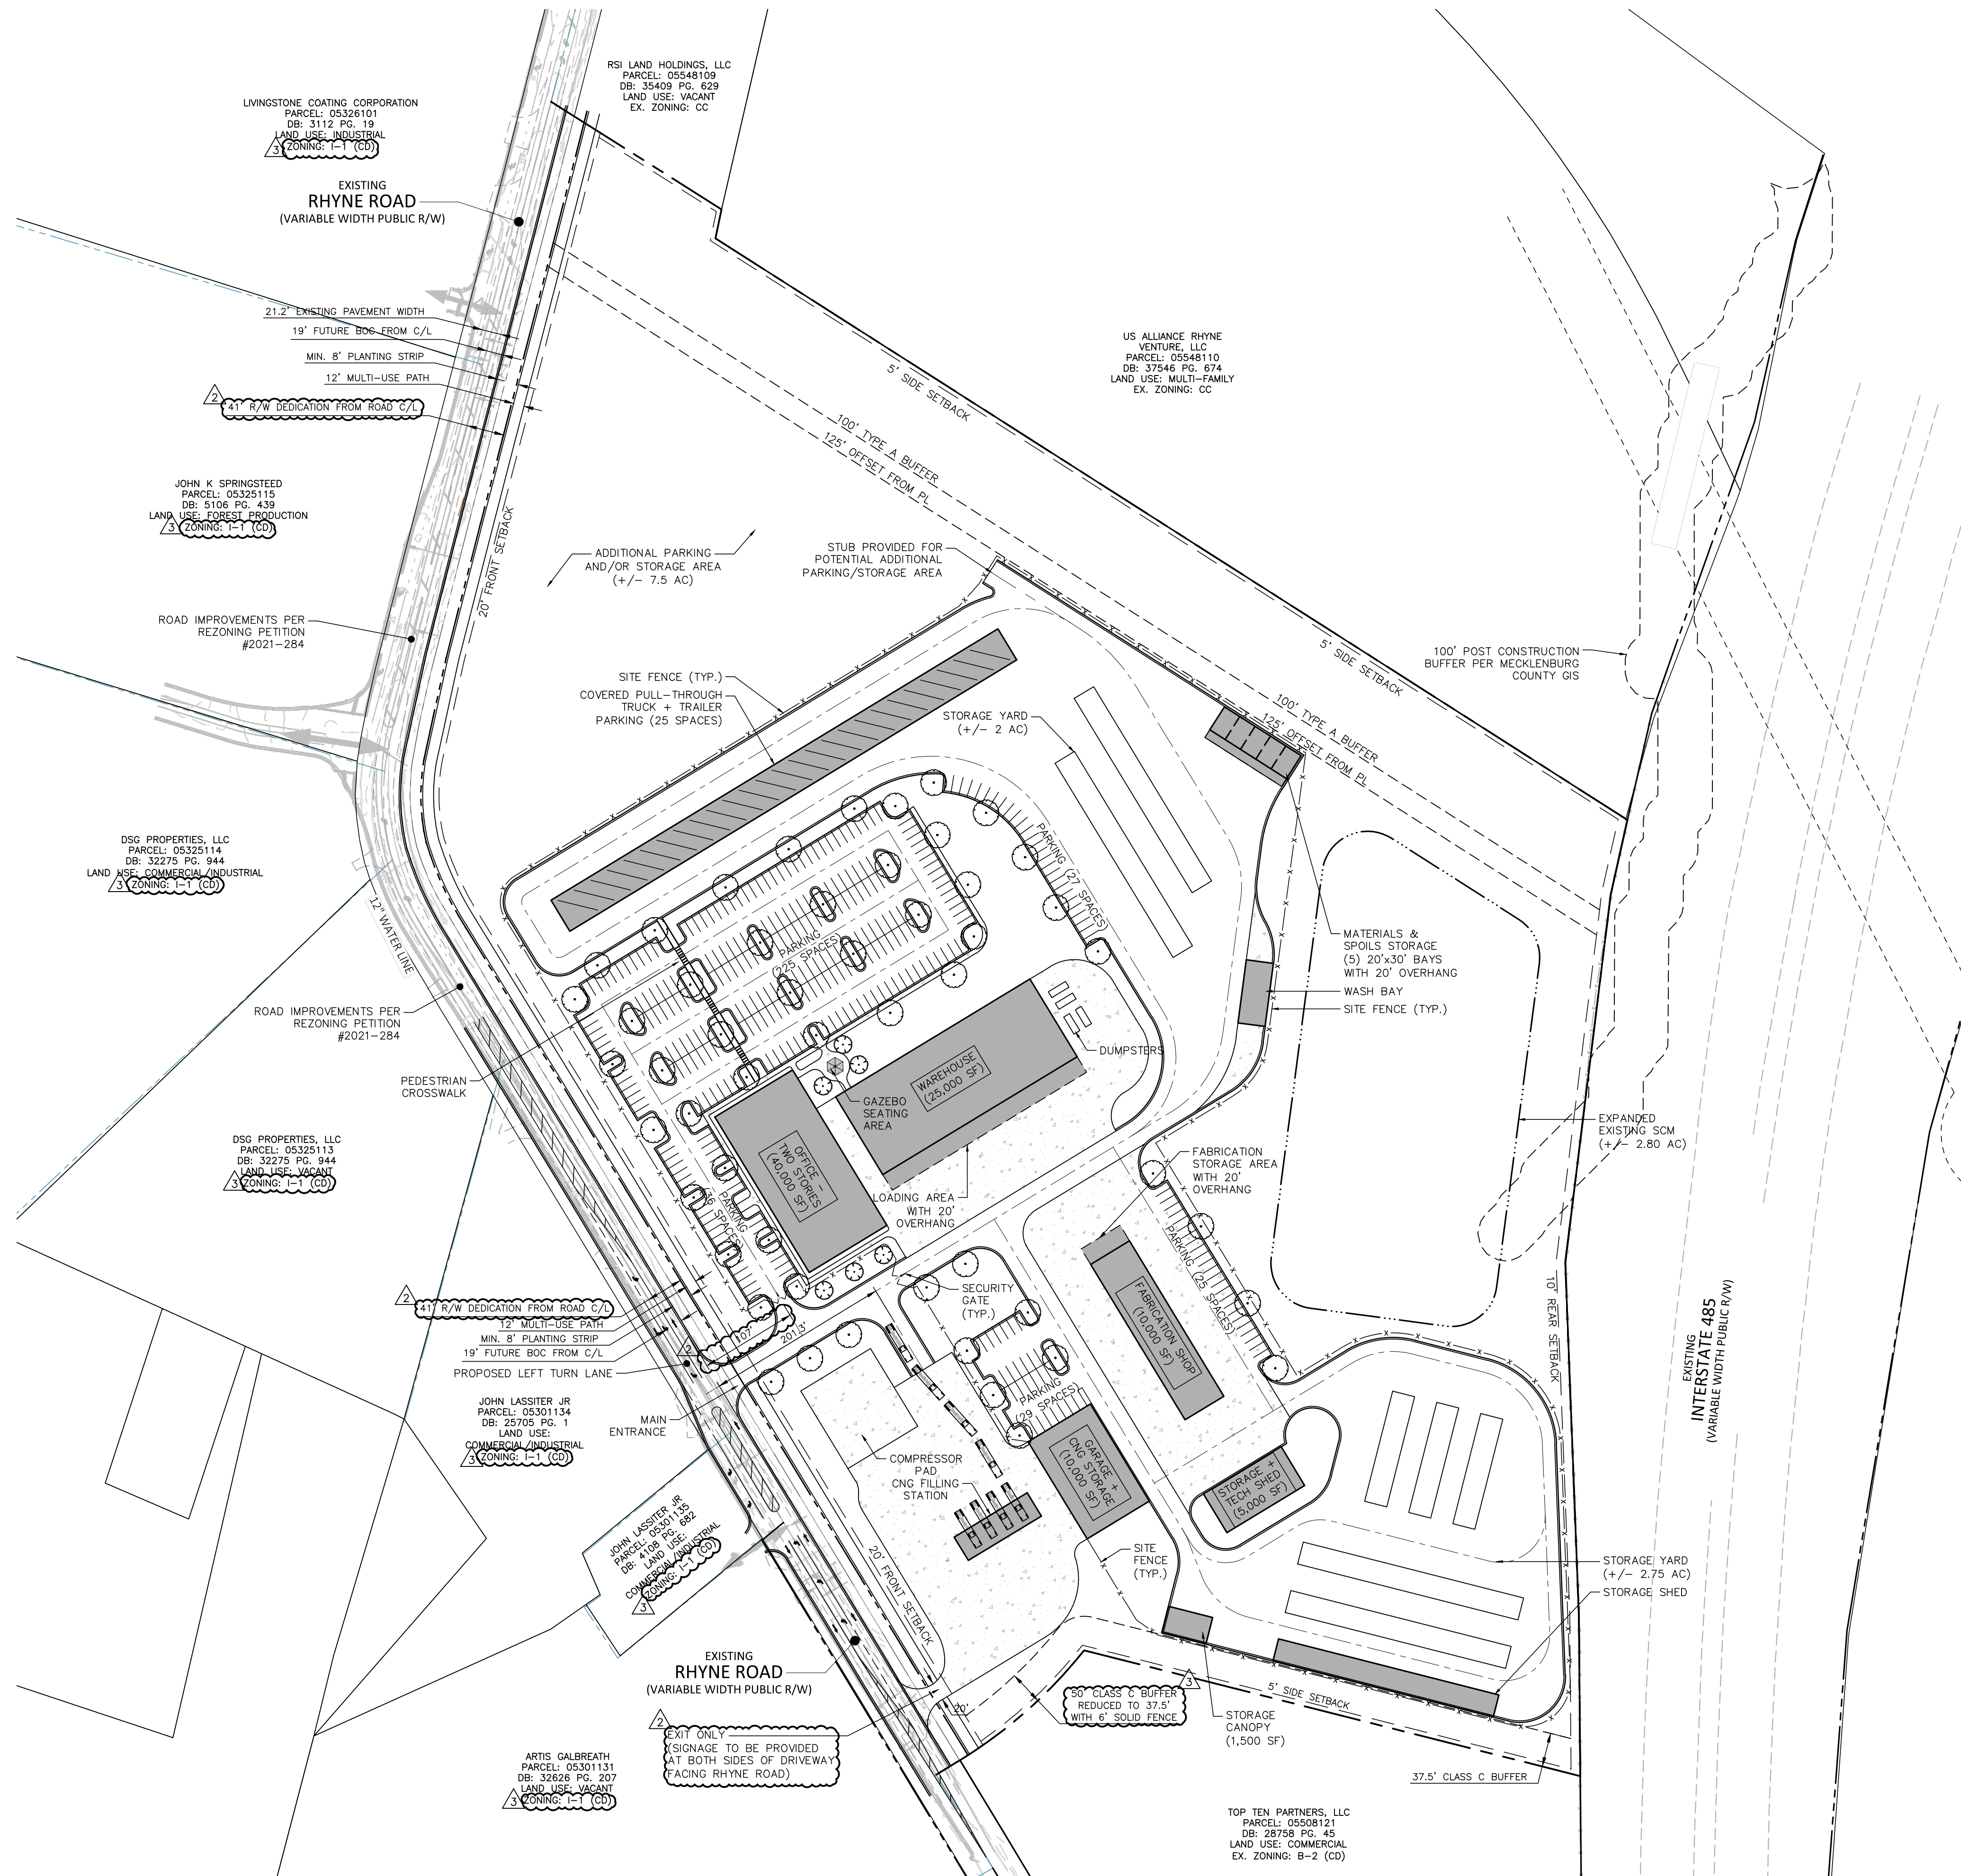 RSI LAND HOLDINGS, LLC
PARCEL: 05548109
DB: 35409 PG. 629
LAND USE: VACANT
EX. ZONING: CC
LIVINGSTONE COATING CORPORATION
PARCEL: 05326101
DB: 3112 PG. 19
LAND USE: INDUSTRIAL
3
ZONING: I-1 (CD)
EXISTING
RHYNE ROAD
(VARIABLE WIDTH PUBLIC R/W)
21.2' EXISTING PAVEMENT WIDTH
19' FUTURE BOC FROM C/L
MIN. 8' PLANTING STRIP
12' MULTI-USE PATH
2
41' R/W DEDICATION FROM ROAD C/L
US ALLIANCE RHYNE
VENTURE, LLC
PARCEL: 05548110
DB: 37546 PG. 674
LAND USE: MULTI-FAMILY
EX. ZONING: CC
5' SIDE SETBACK
100' TYPE A BUFFER
125' OFFSET FROM PL
JOHN K SPRINGSTEED
PARCEL: 05325115
DB: 5106 PG. 439
LAND USE: FOREST PRODUCTION
3
ZONING: I-1 (CD)
20' FRONT SETBACK
ADDITIONAL PARKING
AND/OR STORAGE AREA
(+/- 7.5 AC)
STUB PROVIDED FOR
POTENTIAL ADDITIONAL
PARKING/STORAGE AREA
ROAD IMPROVEMENTS PER
REZONING PETITION
#2021-284
5' SIDE SETBACK
100' POST CONSTRUCTION
BUFFER PER MECKLENBURG
COUNTY GIS
SITE FENCE (TYP.)
COVERED PULL-THROUGH
TRUCK + TRAILER
PARKING (25 SPACES)
STORAGE YARD
(+/- 2 AC)
100' TYPE A BUFFER
125' OFFSET FROM PL
DSG PROPERTIES, LLC
PARCEL: 05325114
DB: 32275 PG. 944
LAND USE: COMMERCIAL/INDUSTRIAL
3
ZONING: I-1 (CD)
12" WATER LINE
PARKING (27 SPACES)
PARKING
(225 SPACES)
MATERIALS &
SPOILS STORAGE
(5) 20'x30' BAYS
WITH 20' OVERHANG
WASH BAY
SITE FENCE (TYP.)
ROAD IMPROVEMENTS PER
REZONING PETITION
#2021-284
PEDESTRIAN
CROSSWALK
DUMPSTERS
WAREHOUSE
(25,000 SF)
GAZEBO
SEATING
AREA
EXPANDED
EXISTING SCM
(+/- 2.80 AC)
DSG PROPERTIES, LLC
PARCEL: 05325113
DB: 32275 PG. 944
LAND USE: VACANT
3
ZONING: I-1 (CD)
OFFICE -
TWO STORIES
(40,000 SF)
PARKING
(36 SPACES)
LOADING AREA
WITH 20'
OVERHANG
FABRICATION
STORAGE AREA
WITH 20'
OVERHANG
PARKING (25 SPACES)
2
41' R/W DEDICATION FROM ROAD C/L
12' MULTI-USE PATH
MIN. 8' PLANTING STRIP
19' FUTURE BOC FROM C/L
PROPOSED LEFT TURN LANE
2
107'
201.3'
SECURITY
GATE
(TYP.)
FABRICATION SHOP
(10,000 SF)
10' REAR SETBACK
EXISTING
INTERSTATE 485
(VARIABLE WIDTH PUBLIC R/W)
JOHN LASSITER JR
PARCEL: 05301134
DB: 25705 PG. 1
LAND USE:
COMMERCIAL/INDUSTRIAL
3
ZONING: I-1 (CD)
MAIN
ENTRANCE
PARKING
(29 SPACES)
COMPRESSOR
PAD
CNG FILLING
STATION
GARAGE +
CNG STORAGE
(10,000 SF)
STORAGE +
TECH SHED
(5,000 SF)
JOHN LASSITER JR
PARCEL: 05301135
DB: 4108 PG. 682
LAND USE:
COMMERCIAL/INDUSTRIAL
ZONING: I-1 (CD)
3
20' FRONT SETBACK
SITE
FENCE
(TYP.)
STORAGE YARD
(+/- 2.75 AC)
STORAGE SHED
EXISTING
RHYNE ROAD
(VARIABLE WIDTH PUBLIC R/W)
20'
50' CLASS C BUFFER
REDUCED TO 37.5'
WITH 6' SOLID FENCE
3
5' SIDE SETBACK
STORAGE
CANOPY
(1,500 SF)
2
EXIT ONLY
(SIGNAGE TO BE PROVIDED
AT BOTH SIDES OF DRIVEWAY
FACING RHYNE ROAD)
37.5' CLASS C BUFFER
ARTIS GALBREATH
PARCEL: 05301131
DB: 32626 PG. 207
LAND USE: VACANT
3
ZONING: I-1 (CD)
TOP TEN PARTNERS, LLC
PARCEL: 05508121
DB: 28758 PG. 45
LAND USE: COMMERCIAL
EX. ZONING: B-2 (CD)